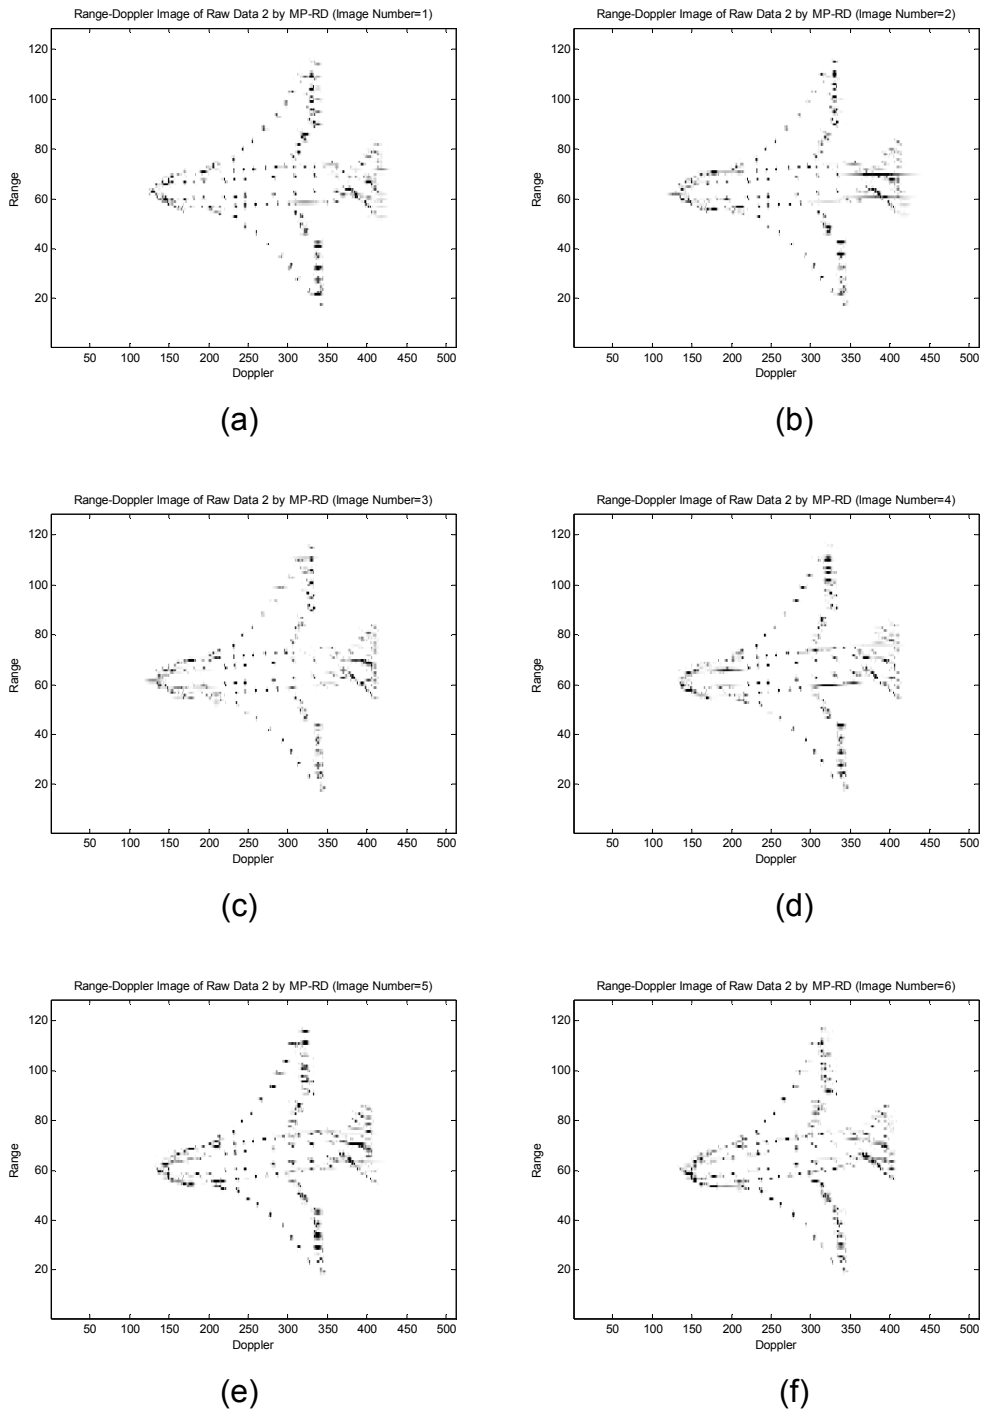 Range-Doppler Image of Raw Data 2 by MP-RD (Image Number=1)
120
100
80
60
40
20
Range
50 100 150 200 250 300 350 400 450 500
Doppler
(a)
Range-Doppler Image of Raw Data 2 by MP-RD (Image Number=2)
120
100
80
60
40
20
Range
50 100 150 200 250 300 350 400 450 500
Doppler
(b)
Range-Doppler Image of Raw Data 2 by MP-RD (Image Number=3)
120
100
80
60
40
20
Range
50 100 150 200 250 300 350 400 450 500
Doppler
(c)
Range-Doppler Image of Raw Data 2 by MP-RD (Image Number=4)
120
100
80
60
40
20
Range
50 100 150 200 250 300 350 400 450 500
Doppler
(d)
Range-Doppler Image of Raw Data 2 by MP-RD (Image Number=5)
120
100
80
60
40
20
Range
50 100 150 200 250 300 350 400 450 500
Doppler
(e)
Range-Doppler Image of Raw Data 2 by MP-RD (Image Number=6)
120
100
80
60
40
20
Range
50 100 150 200 250 300 350 400 450 500
Doppler
(f)